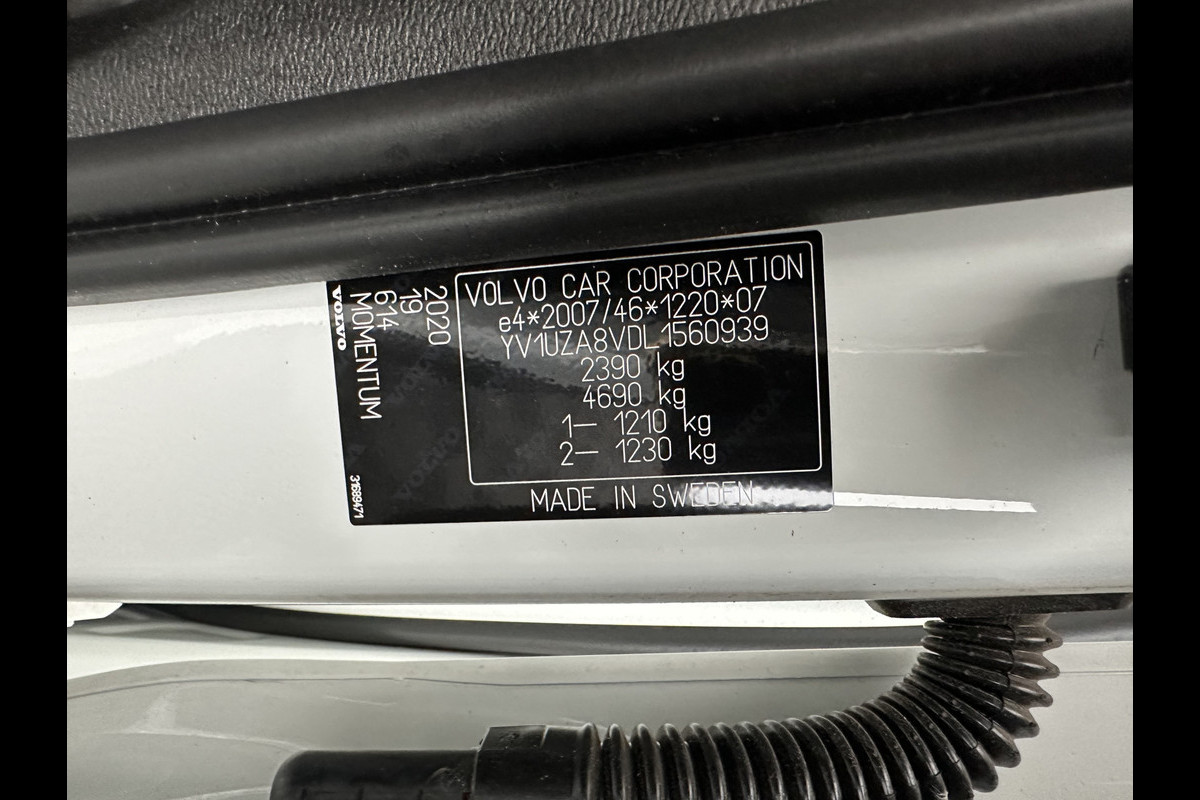 VOLVO CAR CORPORATION
e4*2007/46*1220*07
YV1UZA8VDL1560939
2390 kg
4690 kg
1– 1210 kg
2– 1230 kg
MADE IN SWEDEN
2020
19
614
MOMENTUM
VOLVO
31689471